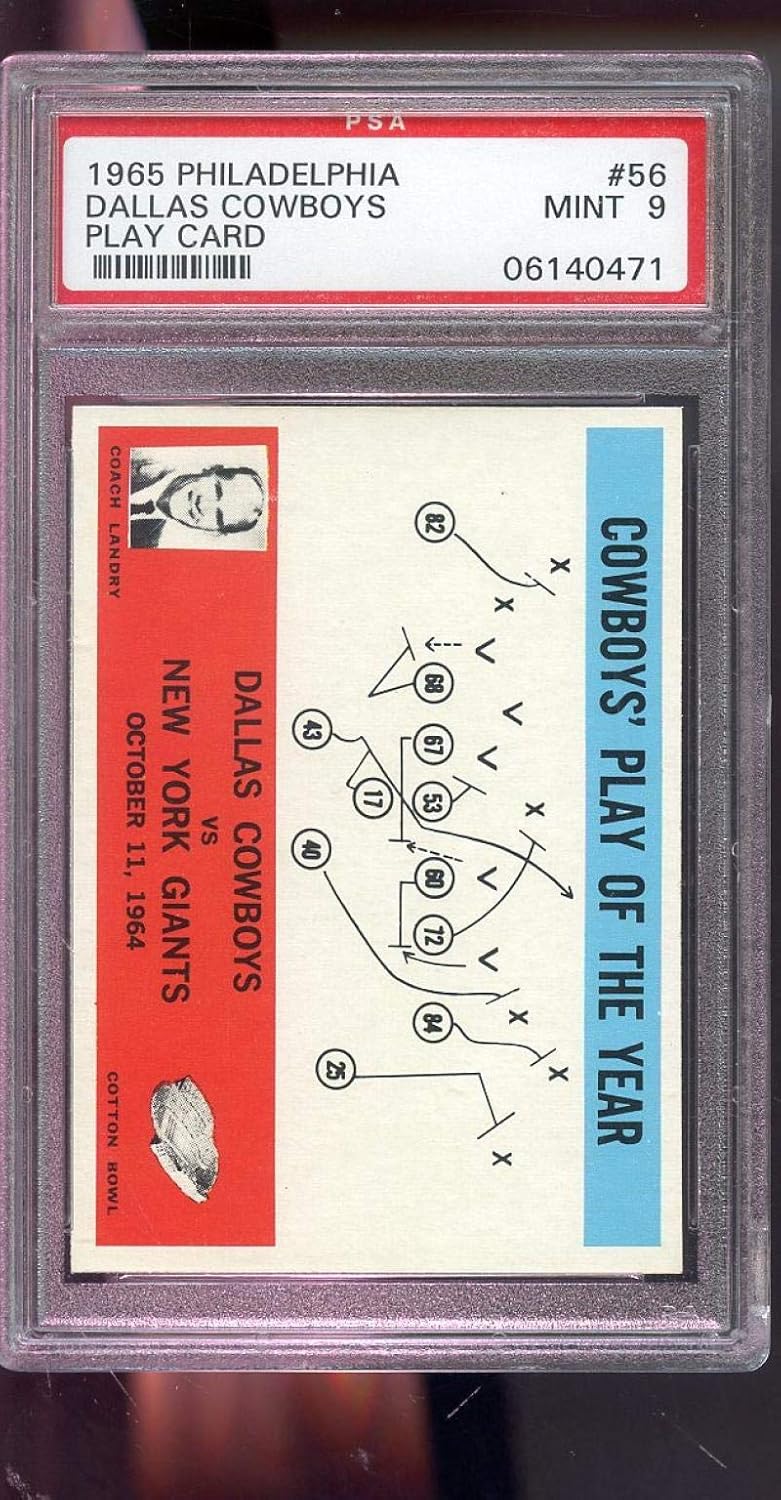 PSA
1965 PHILADELPHIA #56
DALLAS COWBOYS MINT 9
PLAY CARD
06140471
COWBOYS' PLAY OF THE YEAR
X
X
X
X
X
X
V
V
V
V
V
82
68
67
53
60
72
84
43
17
40
25
COACH LANDRY
DALLAS COWBOYS
VS
NEW YORK GIANTS
OCTOBER 11, 1964
COTTON BOWL